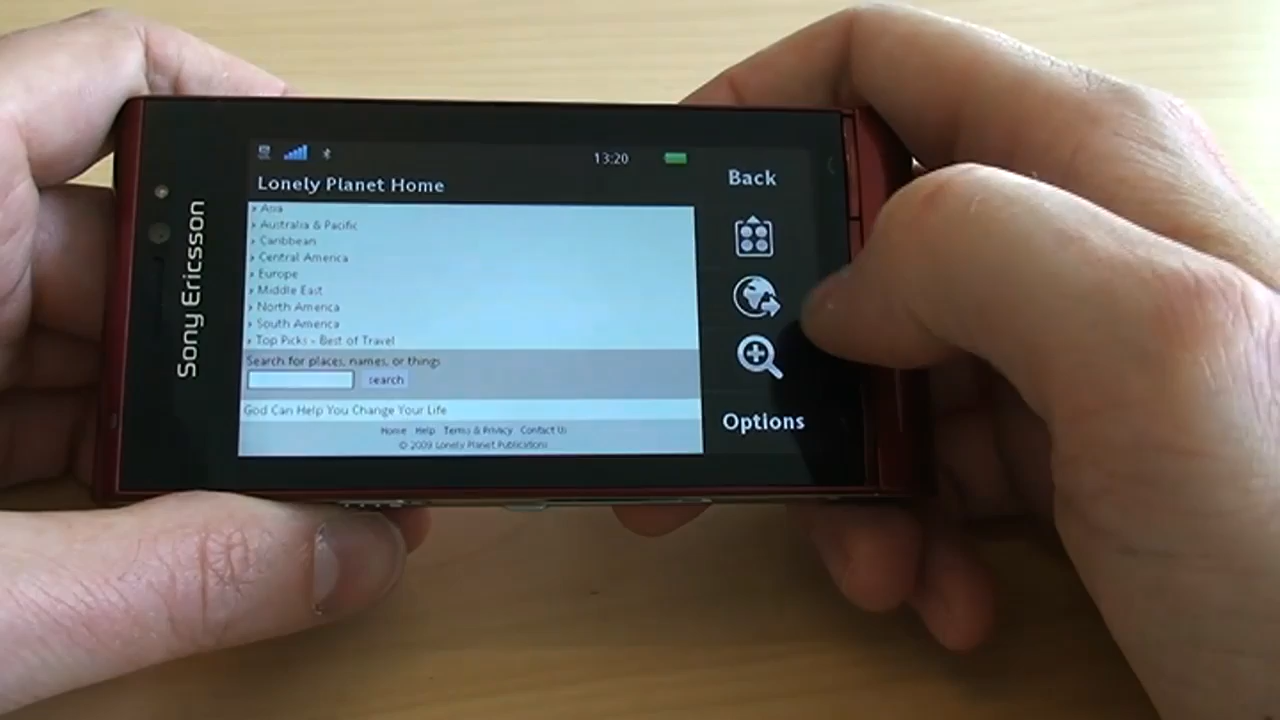 Sony Ericsson
13:20
Lonely Planet Home
Back
› Asia
› Australia & Pacific
› Caribbean
› Central America
› Europe
› Middle East
› North America
› South America
› Top Picks - Best of Travel
Search for places, names, or things
search
God Can Help You Change Your Life
Options
Home Help Terms & Privacy Contact Us
© 2009 Lonely Planet Publications